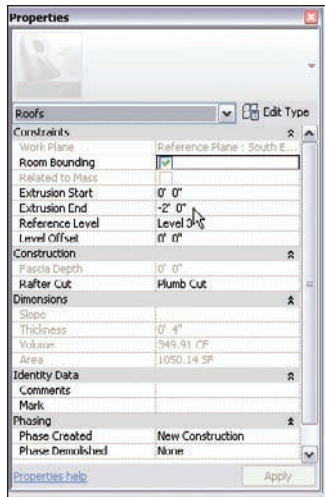 Properties
Roofs Edit Type
Constraints
Work Plane Reference Plane : South E...
Room Bounding
Related to Mass
Extrusion Start 0' 0"
Extrusion End -2' 0"
Reference Level Level 3
Level Offset 0' 0"
Construction
Fascia Depth 0' 0"
Rafter Cut Plumb Cut
Dimensions
Slope
Thickness 0' 4"
Volume 349.91 CF
Area 1050.14 SF
Identity Data
Comments
Mark
Phasing
Phase Created New Construction
Phase Demolished None
Properties help Apply